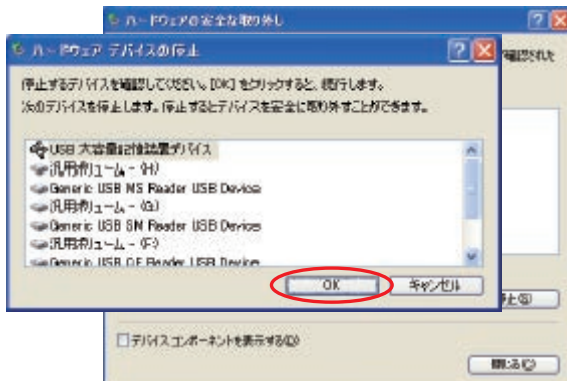 ハードウェアの安全な取り外し
ハードウェア デバイスの停止
確認された
停止するデバイスを確認してください。[OK] をクリックすると、続行します。
次のデバイスを停止します。停止するとデバイスを安全に取り外すことができます。
USB 大容量記憶装置デバイス
汎用ボリューム - (H)
Generic USB MS Reader USB Device
汎用ボリューム - (G)
Generic USB SM Reader USB Device
汎用ボリューム - (F)
Generic USB CF Reader USB Device
OK
キャンセル
停止(S)
デバイス コンポーネントを表示する(D)
閉じる(C)